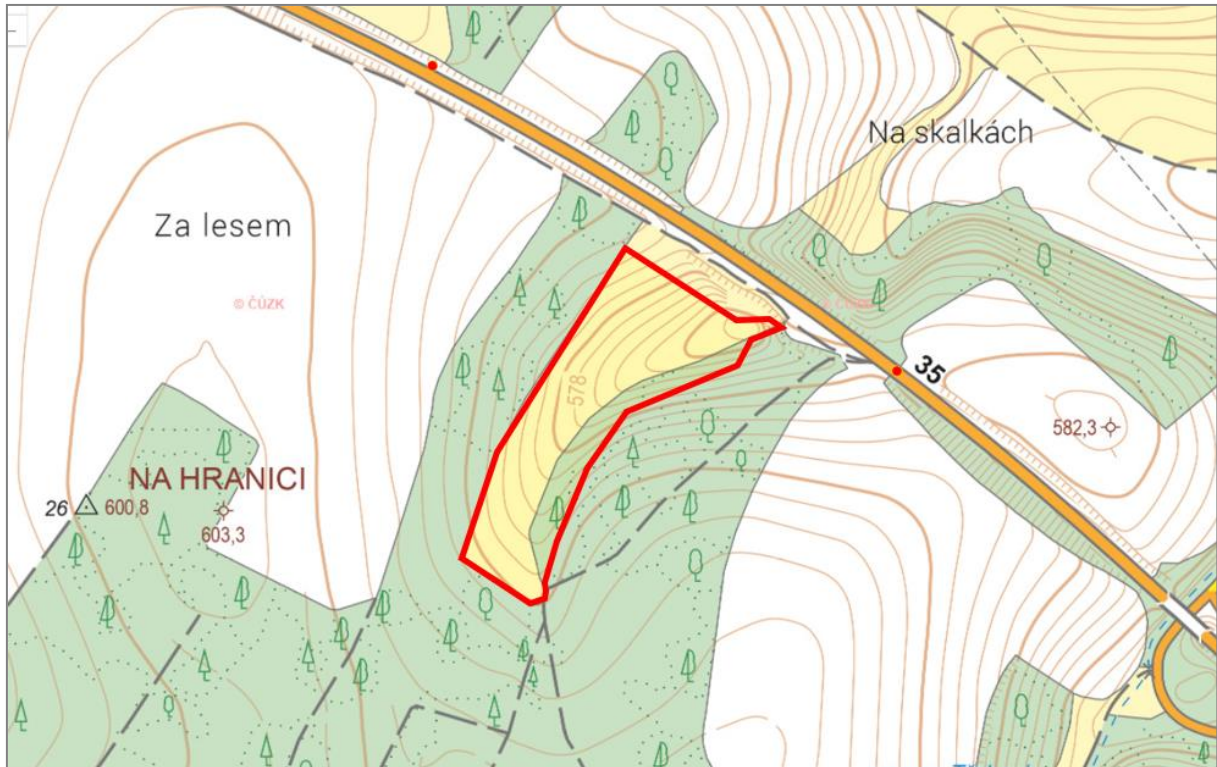 Na skalkách
Za lesem
© ČÚZK
35
578
582,3
NA HRANICI
26
600,8
603,3